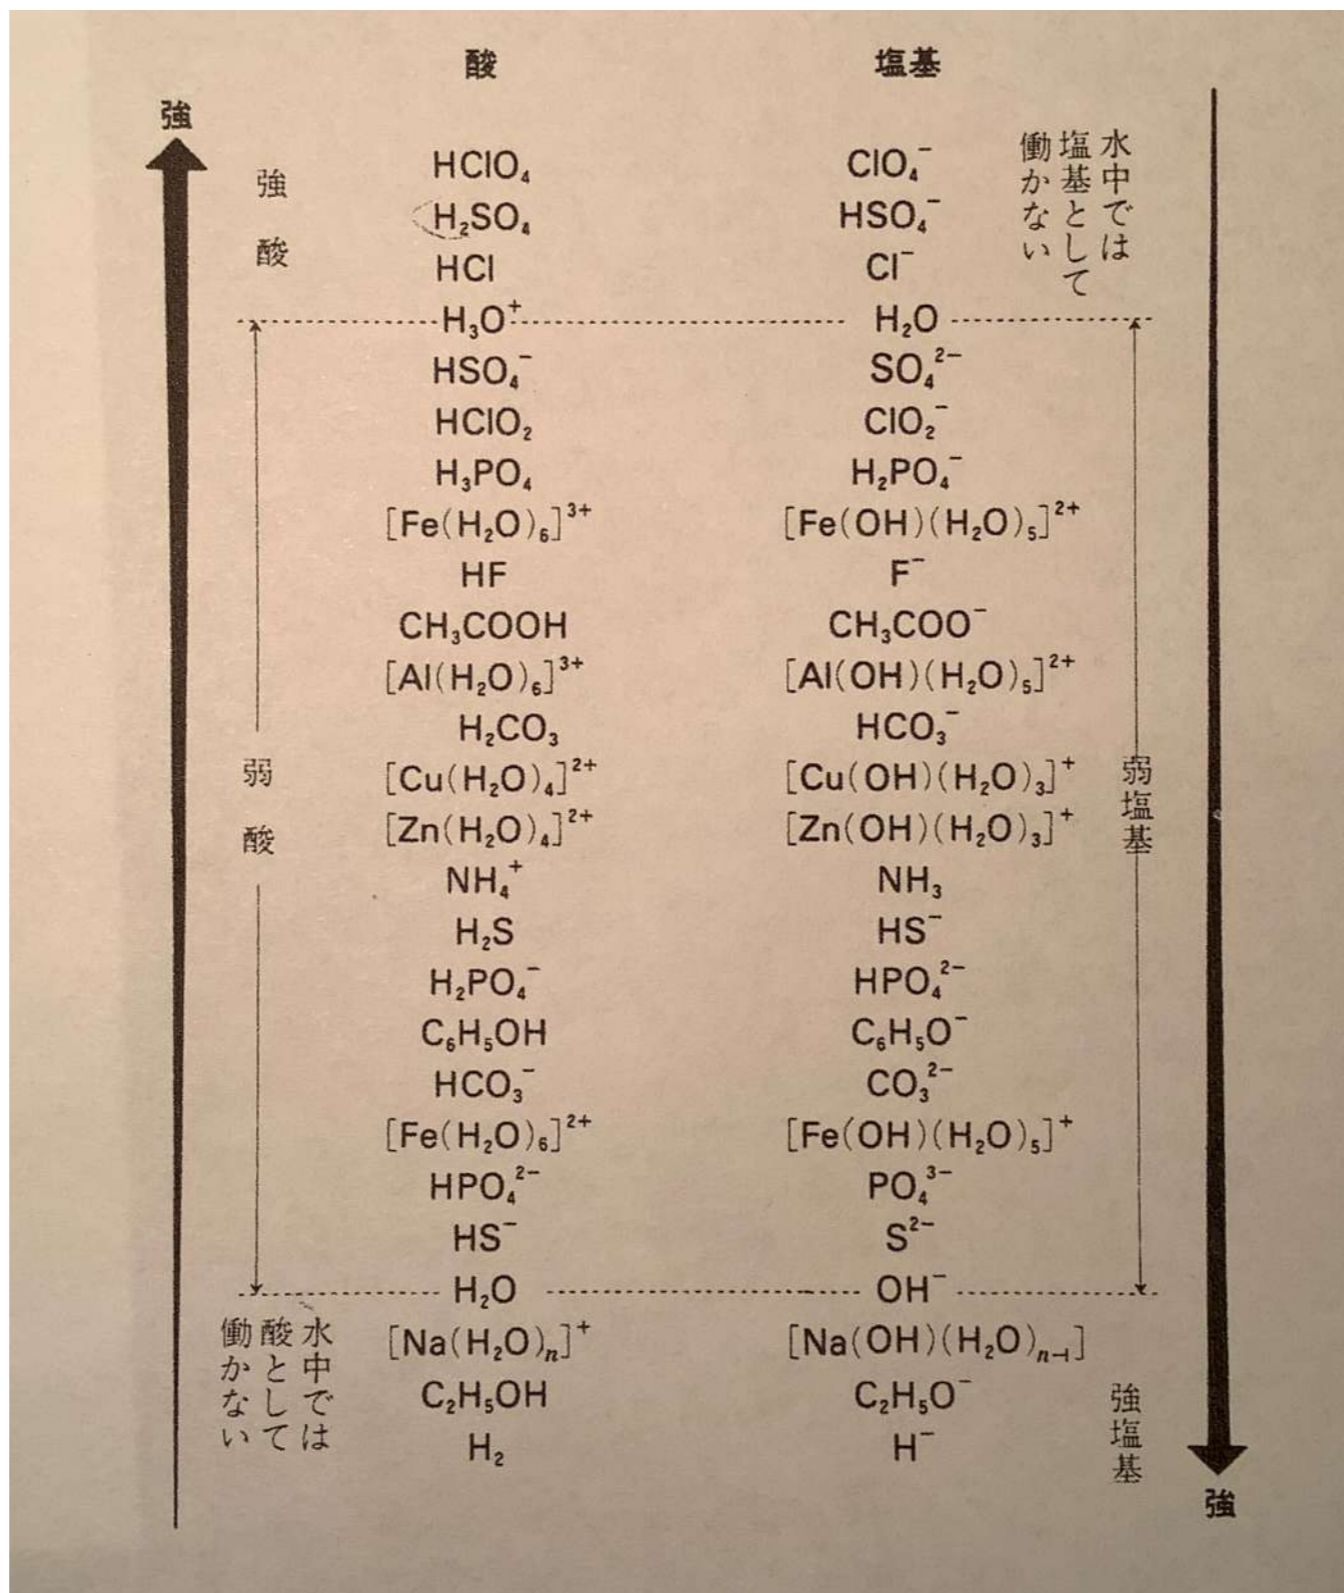 酸 塩基
強
強酸
水中では
塩基として
働かない
HClO₄ ClO₄⁻
H₂SO₄ HSO₄⁻
HCl Cl⁻
H₃O⁺ H₂O
HSO₄⁻ SO₄²⁻
HClO₂ ClO₂⁻
H₃PO₄ H₂PO₄⁻
[Fe(H₂O)₆]³⁺ [Fe(OH)(H₂O)₅]²⁺
HF F⁻
CH₃COOH CH₃COO⁻
[Al(H₂O)₆]³⁺ [Al(OH)(H₂O)₅]²⁺
H₂CO₃ HCO₃⁻
弱酸
弱塩基
[Cu(H₂O)₄]²⁺ [Cu(OH)(H₂O)₃]⁺
[Zn(H₂O)₄]²⁺ [Zn(OH)(H₂O)₃]⁺
NH₄⁺ NH₃
H₂S HS⁻
H₂PO₄⁻ HPO₄²⁻
C₆H₅OH C₆H₅O⁻
HCO₃⁻ CO₃²⁻
[Fe(H₂O)₆]²⁺ [Fe(OH)(H₂O)₅]⁺
HPO₄²⁻ PO₄³⁻
HS⁻ S²⁻
H₂O OH⁻
水中では
酸として
働かない
[Na(H₂O)ₙ]⁺ [Na(OH)(H₂O)ₙ₋₁]
C₂H₅OH C₂H₅O⁻
H₂ H⁻
強塩基
強